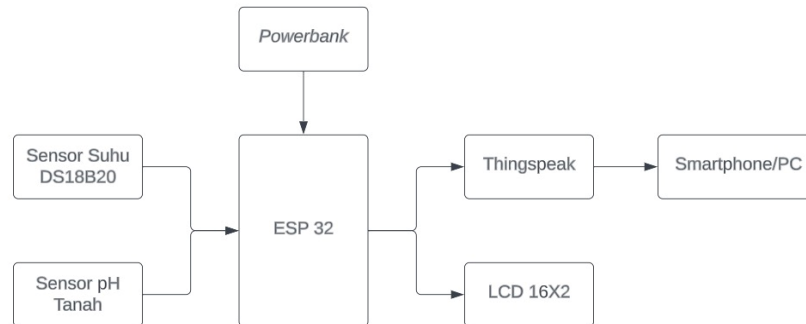 Powerbank
Sensor Suhu
DS18B20
ESP 32
Thingspeak
Smartphone/PC
Sensor pH
Tanah
LCD 16X2